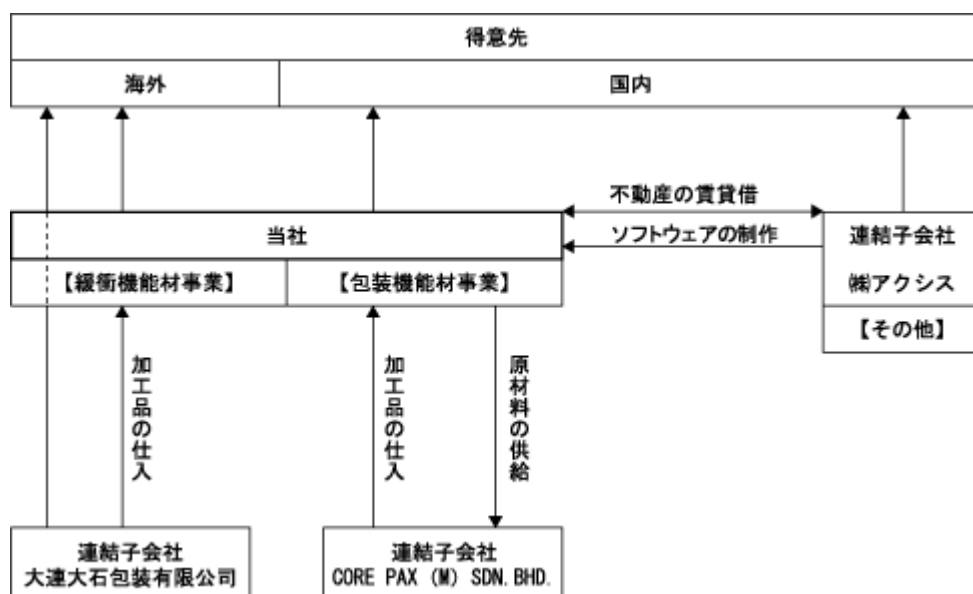 得意先
海外
国内
不動産の賃貸借
当社
ソフトウェアの制作
連結子会社
㈱アクシス
【緩衝機能材事業】
【包装機能材事業】
【その他】
加工品の仕入
加工品の仕入
原材料の供給
連結子会社
大連大石包装有限公司
連結子会社
CORE PAX (M) SDN.BHD.